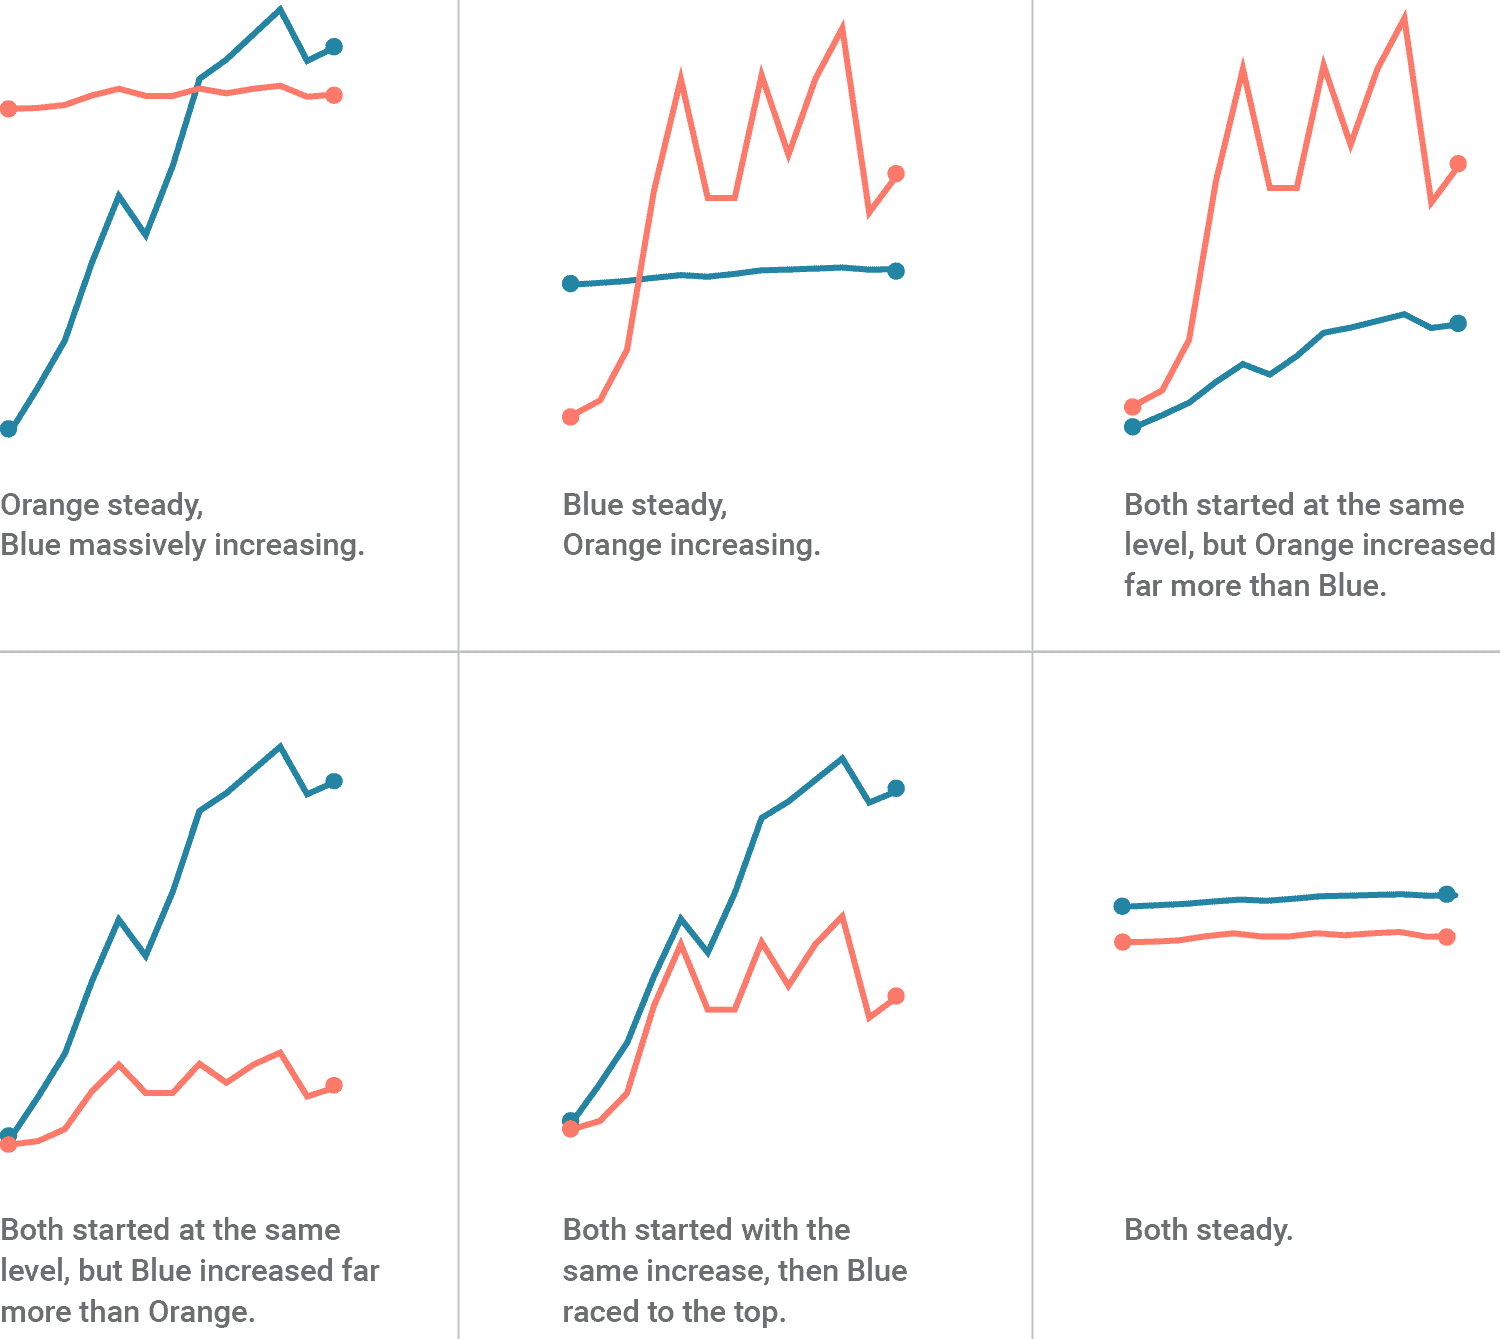 Orange steady,
Blue massively increasing.
Blue steady,
Orange increasing.
Both started at the same
level, but Orange increased
far more than Blue.
Both started at the same
level, but Blue increased far
more than Orange.
Both started with the
same increase, then Blue
raced to the top.
Both steady.